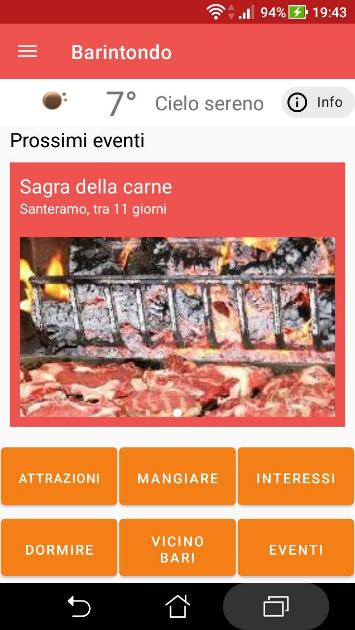 94% 19:43
Barintondo
7° Cielo sereno Info
Prossimi eventi
Sagra della carne
Santeramo, tra 11 giorni
ATTRAZIONI MANGIARE INTERESSI
DORMIRE VICINO BARI EVENTI